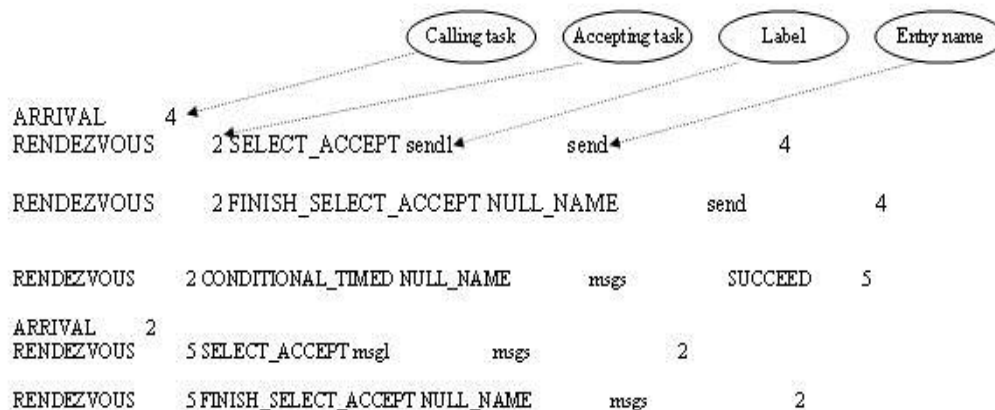 Calling task Accepting task Label Entry name
ARRIVAL 4
RENDEZVOUS 2 SELECT_ACCEPT send1 send 4
RENDEZVOUS 2 FINISH_SELECT_ACCEPT NULL_NAME send 4
RENDEZVOUS 2 CONDITIONAL_TIMED NULL_NAME msgs SUCCEED 5
ARRIVAL 2
RENDEZVOUS 5 SELECT_ACCEPT msg1 msgs 2
RENDEZVOUS 5 FINISH_SELECT_ACCEPT NULL_NAME msgs 2